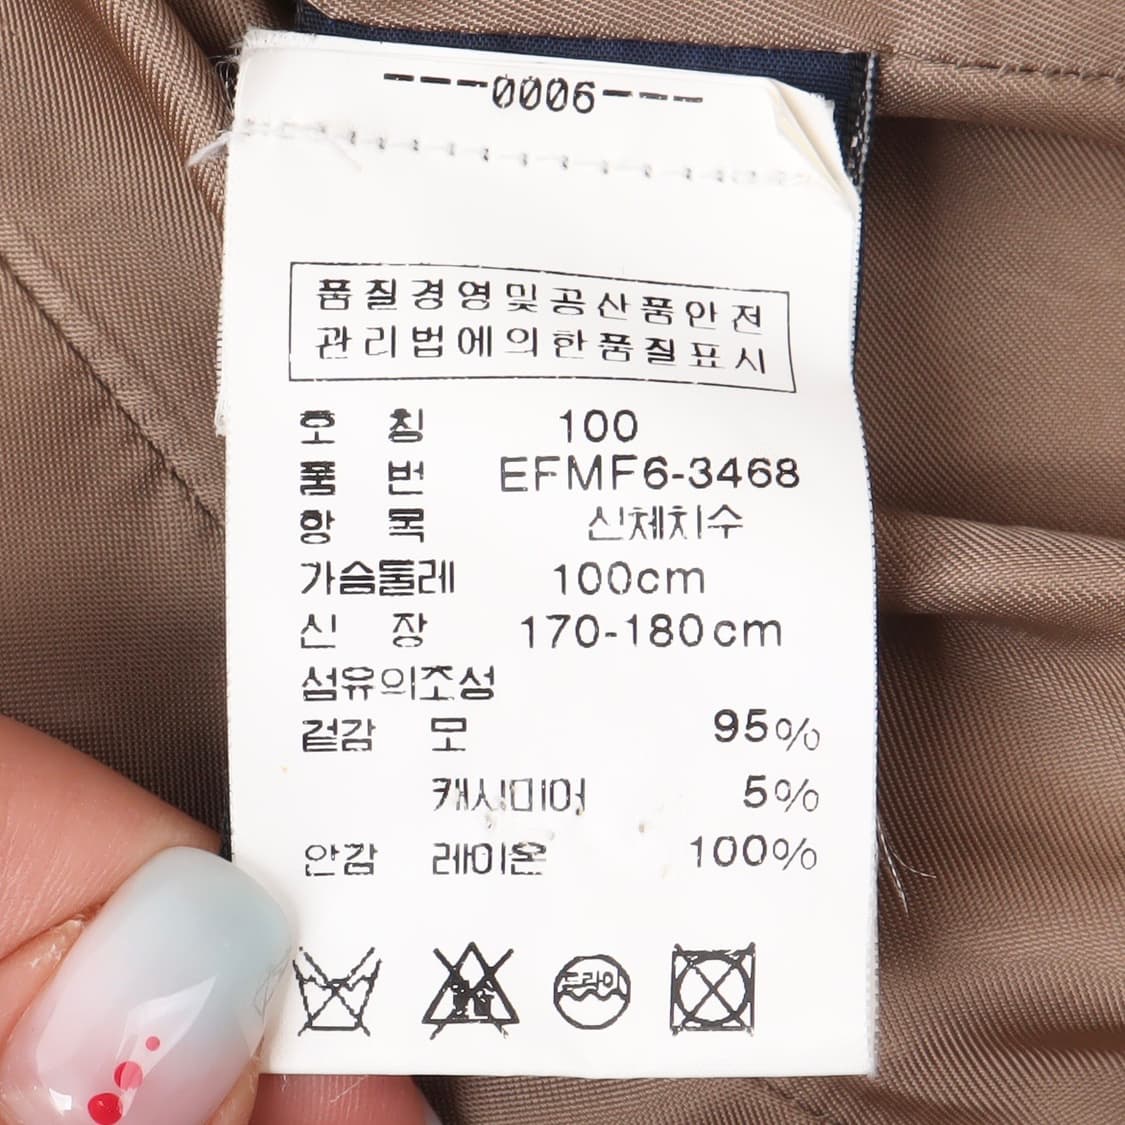 ---0006---
품질경영및공산품안전
관리법에의한품질표시
호 칭 100
품 번 EFMF6-3468
항 목 신체치수
가슴둘레 100cm
신 장 170-180cm
섬유의조성
겉감 모 95%
캐시미어 5%
안감 레이온 100%
드라이